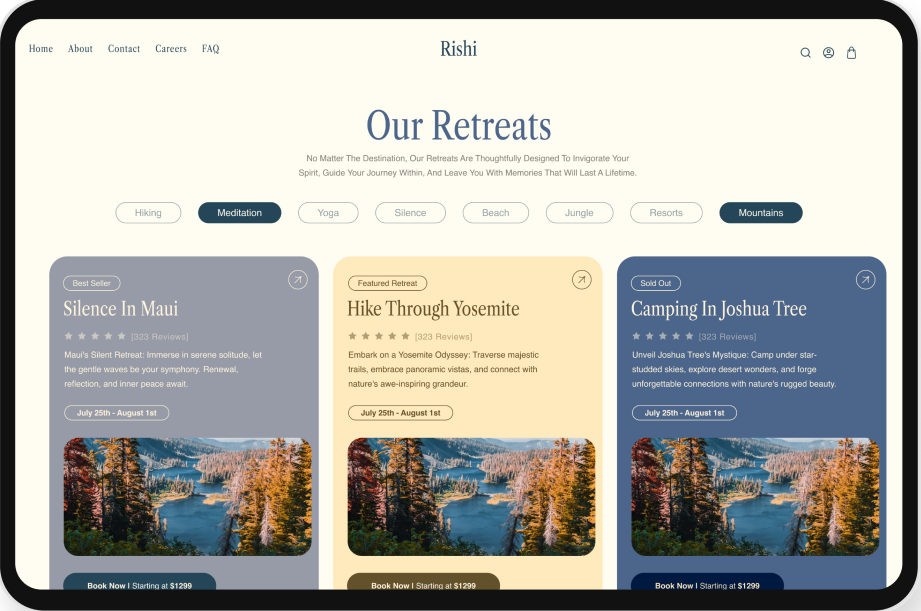 Home About Contact Careers FAQ
Rishi
Our Retreats
No Matter The Destination, Our Retreats Are Thoughtfully Designed To Invigorate Your
Spirit, Guide Your Journey Within, And Leave You With Memories That Will Last A Lifetime.
Hiking Meditation Yoga Silence Beach Jungle Resorts Mountains
Best Seller
Silence In Maui
[323 Reviews]
Maui's Silent Retreat: Immerse in serene solitude, let
the gentle waves be your symphony. Renewal,
reflection, and inner peace await.
July 25th - August 1st
Book Now | Starting at $1299
Featured Retreat
Hike Through Yosemite
[323 Reviews]
Embark on a Yosemite Odyssey: Traverse majestic
trails, embrace panoramic vistas, and connect with
nature's awe-inspiring grandeur.
July 25th - August 1st
Book Now | Starting at $1299
Sold Out
Camping In Joshua Tree
[323 Reviews]
Unveil Joshua Tree's Mystique: Camp under star-
studded skies, explore desert wonders, and forge
unforgettable connections with nature's rugged beauty.
July 25th - August 1st
Book Now | Starting at $1299